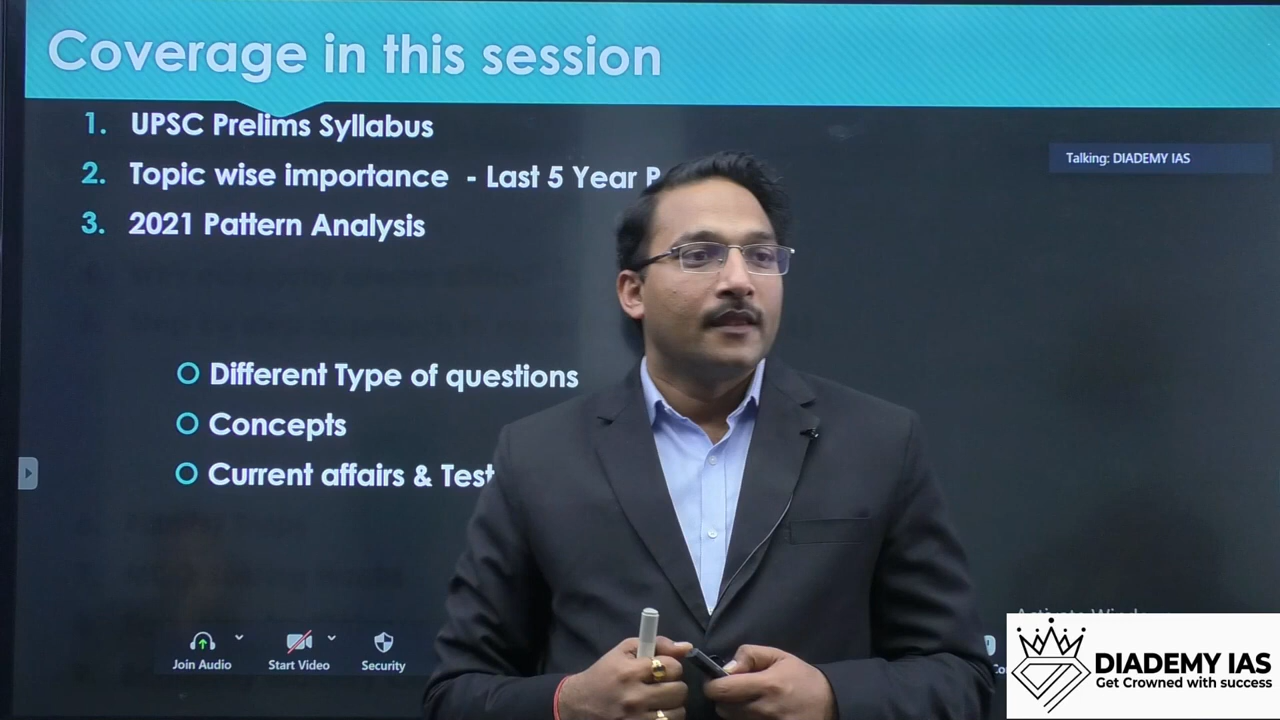 Coverage in this session
1. UPSC Prelims Syllabus
2. Topic wise importance - Last 5 Year
3. 2021 Pattern Analysis
Talking: DIADEMY IAS
Different Type of questions
Concepts
Current affairs & Test
Join Audio
Start Video
Security
DIADEMY IAS
Get Crowned with success